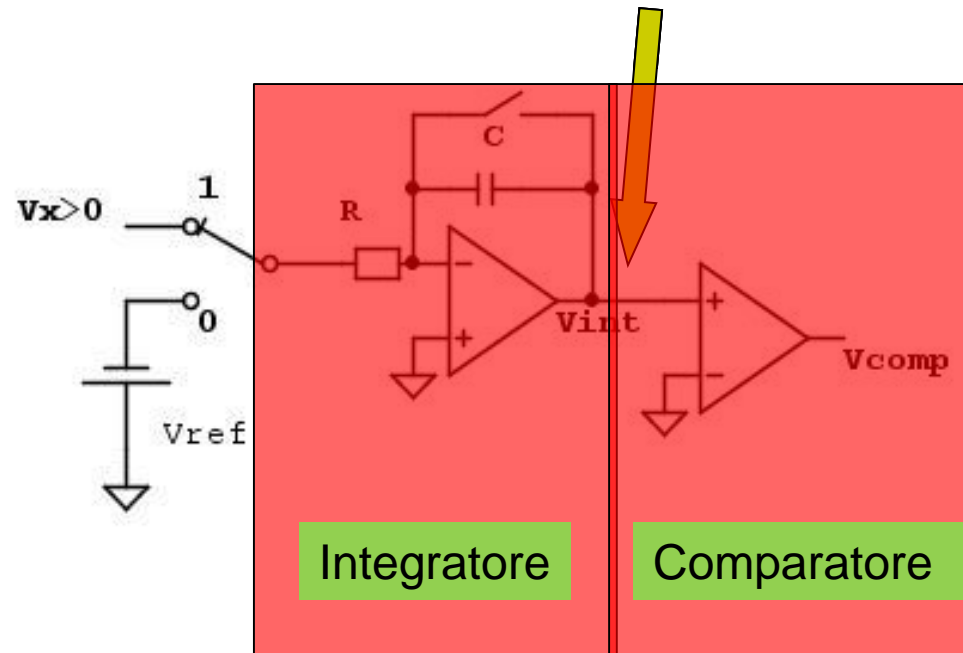 C
1
Vx>0
R
-
+
0
Vint
+
-
Vcomp
Vref
Integratore
Comparatore